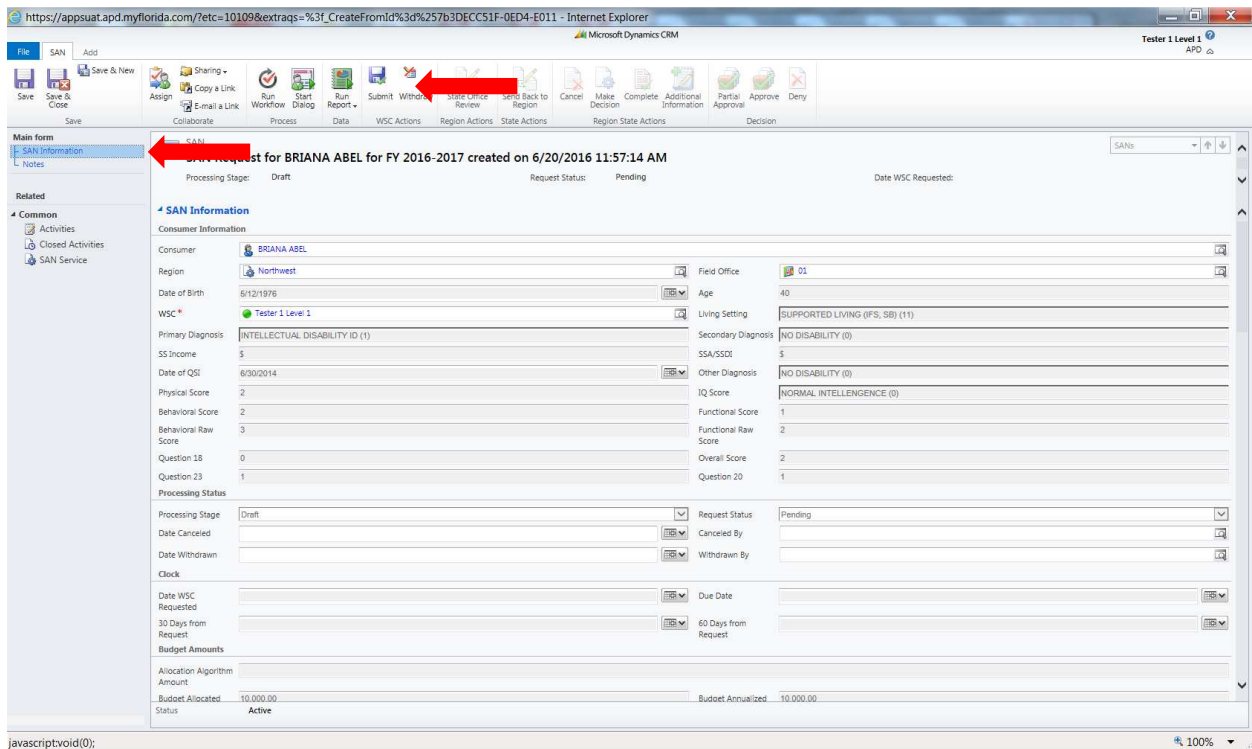 https://appsuat.apd.myflorida.com/?etc=10109&extraqs=%3f_CreateFromId%3d%257b3DECC51F-0ED4-E011 - Internet Explorer
Microsoft Dynamics CRM
Tester 1 Level 1
APD
File SAN Add
Save Save & Close Save & New
Assign Sharing Copy a Link E-mail a Link
Run Workflow Start Dialog Run Report Submit Withdraw State Office Review Send Back to Region Cancel Make Decision Complete Additional Information Partial Approval Approve Deny
Save Collaborate Process Data WSC Actions Region Actions State Actions Region State Actions Decision
Main form
SAN Information
Notes
Related
Common
Activities
Closed Activities
SAN Service
SAN
SAN Request for BRIANA ABEL for FY 2016-2017 created on 6/20/2016 11:57:14 AM
SANs
Processing Stage: Draft Request Status: Pending Date WSC Requested:
SAN Information
Consumer Information
Consumer BRIANA ABEL
Region Northwest Field Office 01
Date of Birth 5/12/1976 Age 40
WSC * Tester 1 Level 1 Living Setting SUPPORTED LIVING (IFS, SB) (11)
Primary Diagnosis INTELLECTUAL DISABILITY ID (1) Secondary Diagnosis NO DISABILITY (0)
SS Income $ SSA/SSDI $
Date of QSI 6/30/2014 Other Diagnosis NO DISABILITY (0)
Physical Score 2 IQ Score NORMAL INTELLENGENCE (0)
Behavioral Score 2 Functional Score 1
Behavioral Raw Score 3 Functional Raw Score 2
Question 18 0 Overall Score 2
Question 23 1 Question 20 1
Processing Status
Processing Stage Draft Request Status Pending
Date Canceled Canceled By
Date Withdrawn Withdrawn By
Clock
Date WSC Requested Due Date
30 Days from Request 60 Days from Request
Budget Amounts
Allocation Algorithm Amount
Budget Allocated 10.000.00 Budget Annualized 10.000.00
Status Active
javascript:void(0);
100%